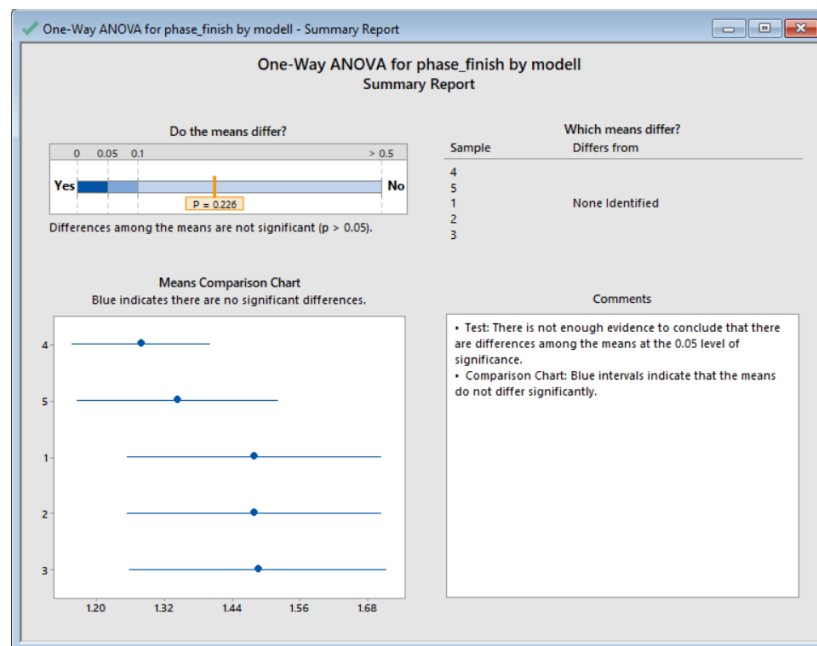 One-Way ANOVA for phase_finish by modell - Summary Report
One-Way ANOVA for phase_finish by modell
Summary Report
Do the means differ?
0 0.05 0.1 > 0.5
Yes No
P = 0.226
Differences among the means are not significant (p > 0.05).
Which means differ?
Sample Differs from
4
5
1 None Identified
2
3
Means Comparison Chart
Blue indicates there are no significant differences.
4
5
1
2
3
1.20 1.32 1.44 1.56 1.68
Comments
• Test: There is not enough evidence to conclude that there
are differences among the means at the 0.05 level of
significance.
• Comparison Chart: Blue intervals indicate that the means
do not differ significantly.